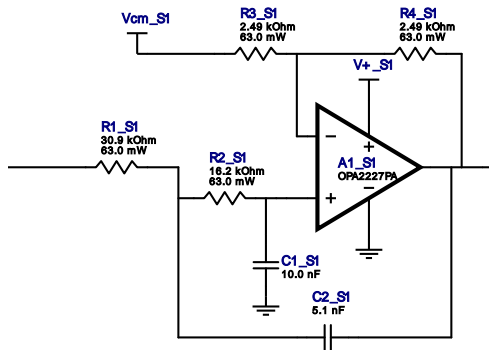 Vcm_S1
R3_S1
2.49 kOhm
63.0 mW
R4_S1
2.49 kOhm
63.0 mW
V+_S1
R1_S1
30.9 kOhm
63.0 mW
R2_S1
16.2 kOhm
63.0 mW
A1_S1
OPA2227PA
C1_S1
10.0 nF
C2_S1
5.1 nF